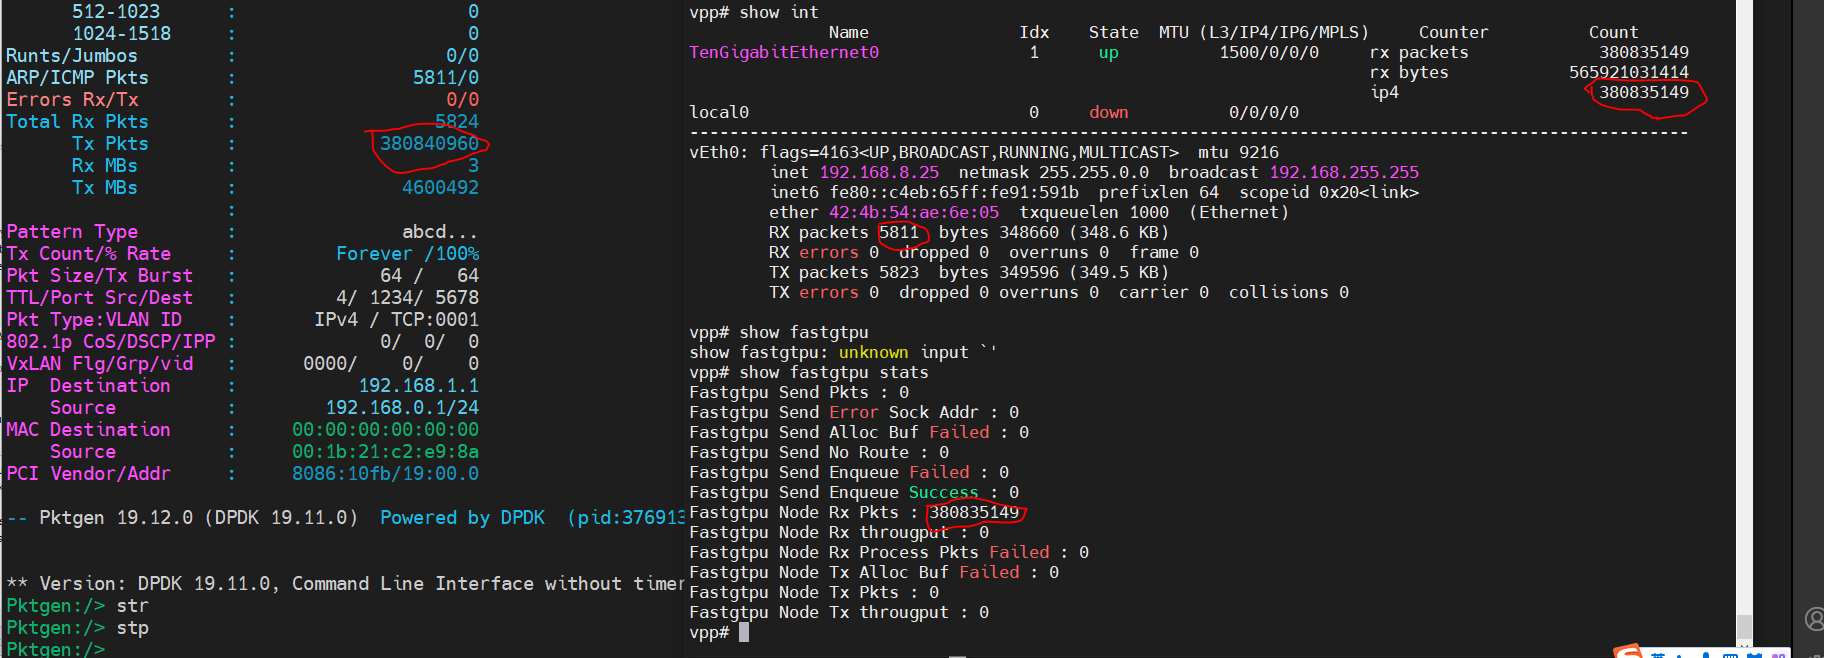 512-1023 : 0
1024-1518 : 0
Runts/Jumbos : 0/0
ARP/ICMP Pkts : 5811/0
Errors Rx/Tx : 0/0
Total Rx Pkts : 5824
Tx Pkts : 380840960
Rx MBs : 3
Tx MBs : 4600492
:
Pattern Type : abcd...
Tx Count/% Rate : Forever /100%
Pkt Size/Tx Burst : 64 / 64
TTL/Port Src/Dest : 4/ 1234/ 5678
Pkt Type:VLAN ID : IPv4 / TCP:0001
802.1p CoS/DSCP/IPP : 0/ 0/ 0
VxLAN Flg/Grp/vid : 0000/ 0/ 0
IP Destination : 192.168.1.1
Source : 192.168.0.1/24
MAC Destination : 00:00:00:00:00:00
Source : 00:1b:21:c2:e9:8a
PCI Vendor/Addr : 8086:10fb/19:00.0
-- Pktgen 19.12.0 (DPDK 19.11.0) Powered by DPDK (pid:376913
** Version: DPDK 19.11.0, Command Line Interface without timer
Pktgen:/> str
Pktgen:/> stp
Pktgen:/>
vpp# show int
Name Idx State MTU (L3/IP4/IP6/MPLS) Counter Count
TenGigabitEthernet0 1 up 1500/0/0/0 rx packets 380835149
rx bytes 565921031414
ip4 380835149
local0 0 down 0/0/0/0
----------------------------------------------------------------------------------------------------
vEth0: flags=4163<UP,BROADCAST,RUNNING,MULTICAST> mtu 9216
inet 192.168.8.25 netmask 255.255.0.0 broadcast 192.168.255.255
inet6 fe80::c4eb:65ff:fe91:591b prefixlen 64 scopeid 0x20<link>
ether 42:4b:54:ae:6e:05 txqueuelen 1000 (Ethernet)
RX packets 5811 bytes 348660 (348.6 KB)
RX errors 0 dropped 0 overruns 0 frame 0
TX packets 5823 bytes 349596 (349.5 KB)
TX errors 0 dropped 0 overruns 0 carrier 0 collisions 0
vpp# show fastgtpu
show fastgtpu: unknown input `'
vpp# show fastgtpu stats
Fastgtpu Send Pkts : 0
Fastgtpu Send Error Sock Addr : 0
Fastgtpu Send Alloc Buf Failed : 0
Fastgtpu Send No Route : 0
Fastgtpu Send Enqueue Failed : 0
Fastgtpu Send Enqueue Success : 0
Fastgtpu Node Rx Pkts : 380835149
Fastgtpu Node Rx througput : 0
Fastgtpu Node Rx Process Pkts Failed : 0
Fastgtpu Node Tx Alloc Buf Failed : 0
Fastgtpu Node Tx Pkts : 0
Fastgtpu Node Tx througput : 0
vpp#